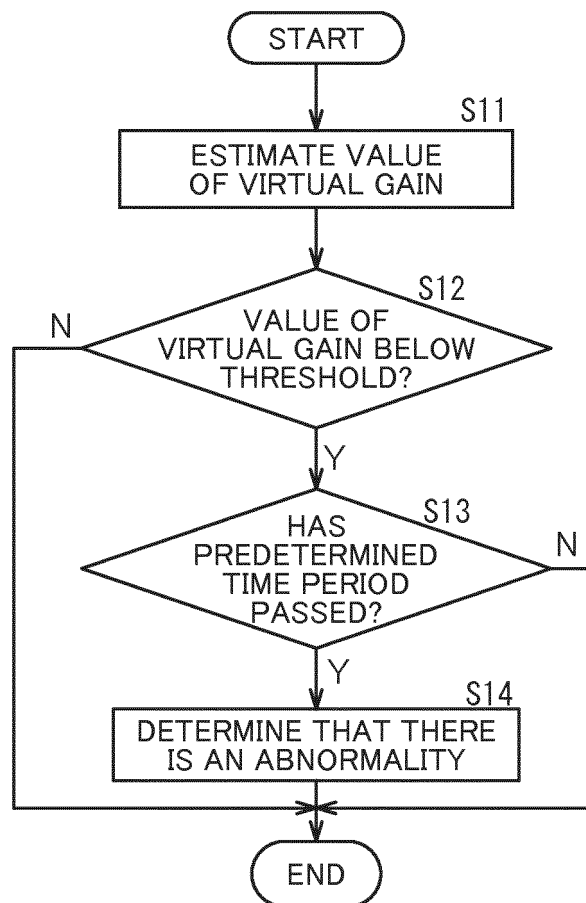 START
S11
ESTIMATE VALUE
OF VIRTUAL GAIN
S12
N
VALUE OF
VIRTUAL GAIN BELOW
THRESHOLD?
Y
S13
HAS
PREDETERMINED
TIME PERIOD
PASSED?
N
Y
S14
DETERMINE THAT THERE
IS AN ABNORMALITY
END